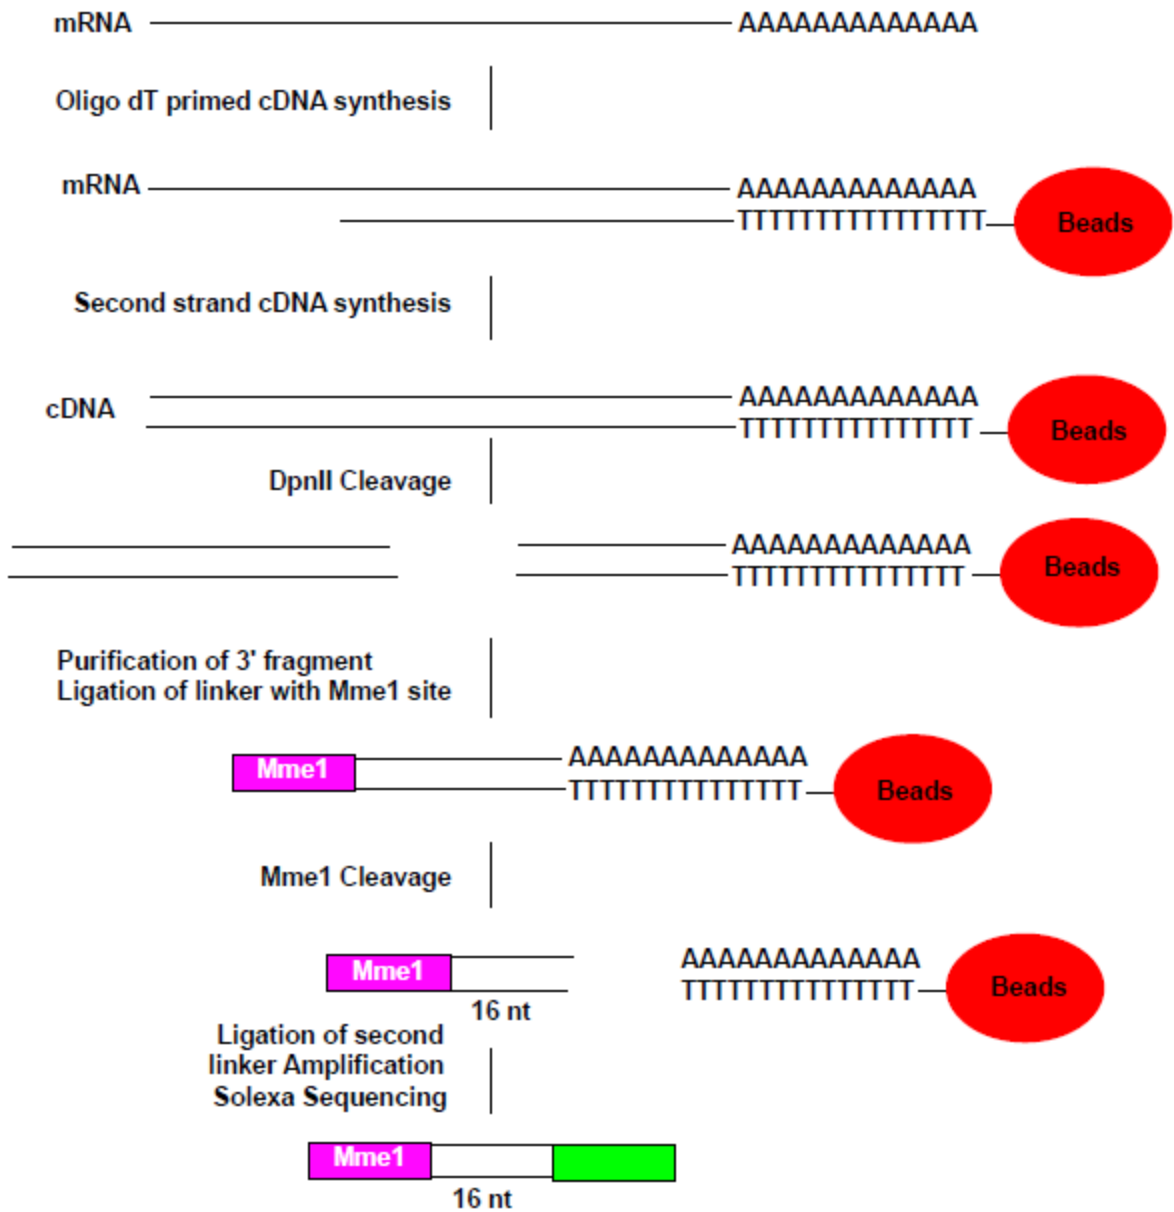 mRNA AAAAAAAAAAAAA
Oligo dT primed cDNA synthesis
mRNA AAAAAAAAAAAAA
TTTTTTTTTTTTTTTT Beads
Second strand cDNA synthesis
cDNA AAAAAAAAAAAAA
TTTTTTTTTTTTTTT Beads
DpnII Cleavage
AAAAAAAAAAAAA
TTTTTTTTTTTTTTT Beads
Purification of 3' fragment
Ligation of linker with Mme1 site
Mme1 AAAAAAAAAAAAA
TTTTTTTTTTTTTTT Beads
Mme1 Cleavage
Mme1 AAAAAAAAAAAAA
TTTTTTTTTTTTTTT Beads
16 nt
Ligation of second
linker Amplification
Solexa Sequencing
Mme1
16 nt